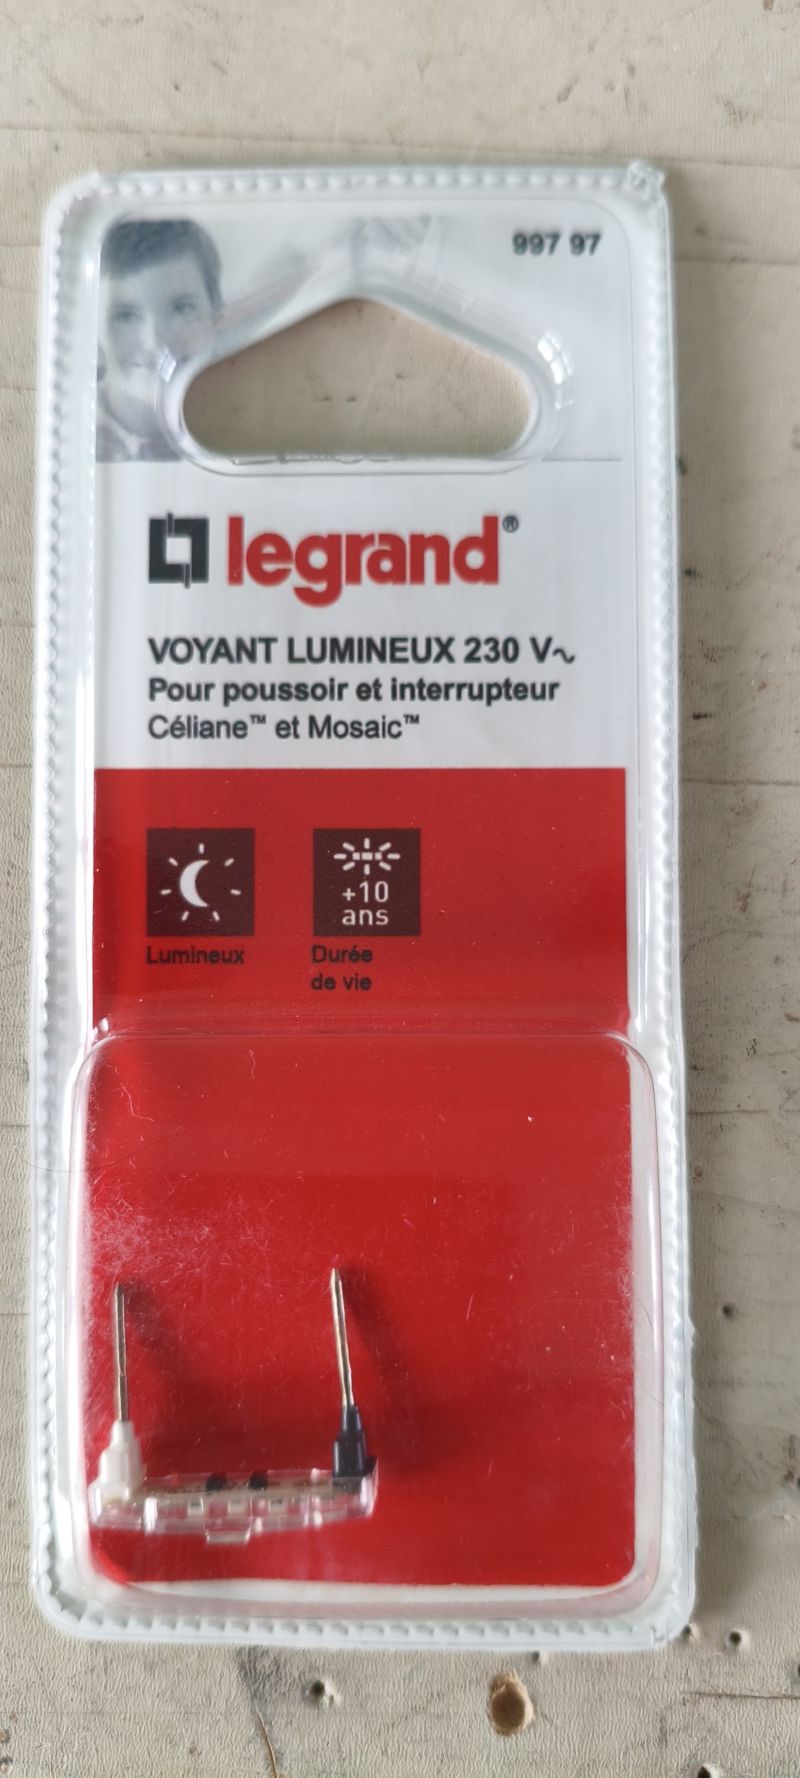 997 97
legrand®
VOYANT LUMINEUX 230 V~
Pour poussoir et interrupteur
Céliane™ et Mosaic™
+10
ans
Lumineux
Durée
de vie